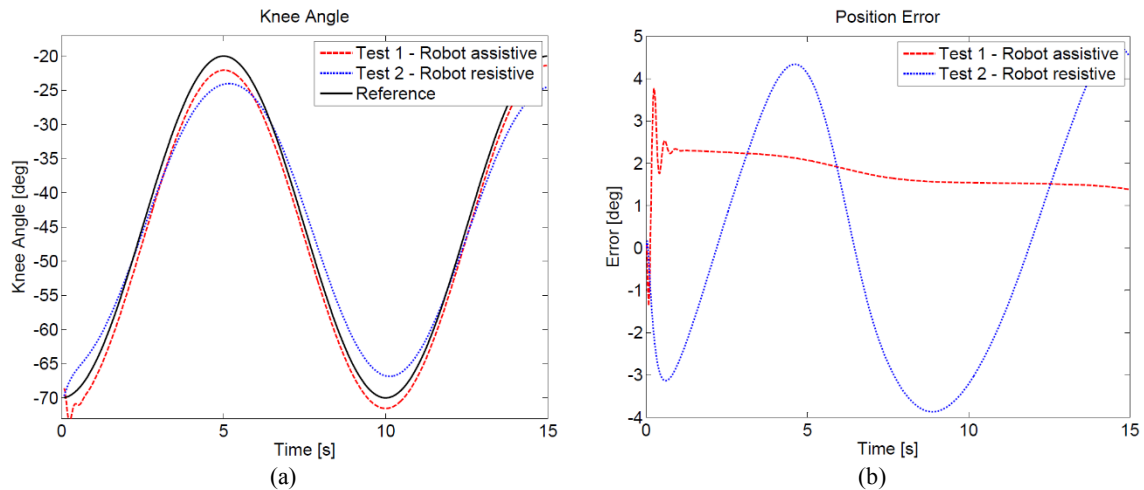 Knee Angle
Test 1 - Robot assistive
Test 2 - Robot resistive
Reference
-20
-25
-30
-35
-40
-45
-50
-55
-60
-65
-70
Knee Angle [deg]
0
5
10
15
Time [s]
(a)
Position Error
Test 1 - Robot assistive
Test 2 - Robot resistive
5
4
3
2
1
0
-1
-2
-3
-4
Error [deg]
0
5
10
15
Time [s]
(b)